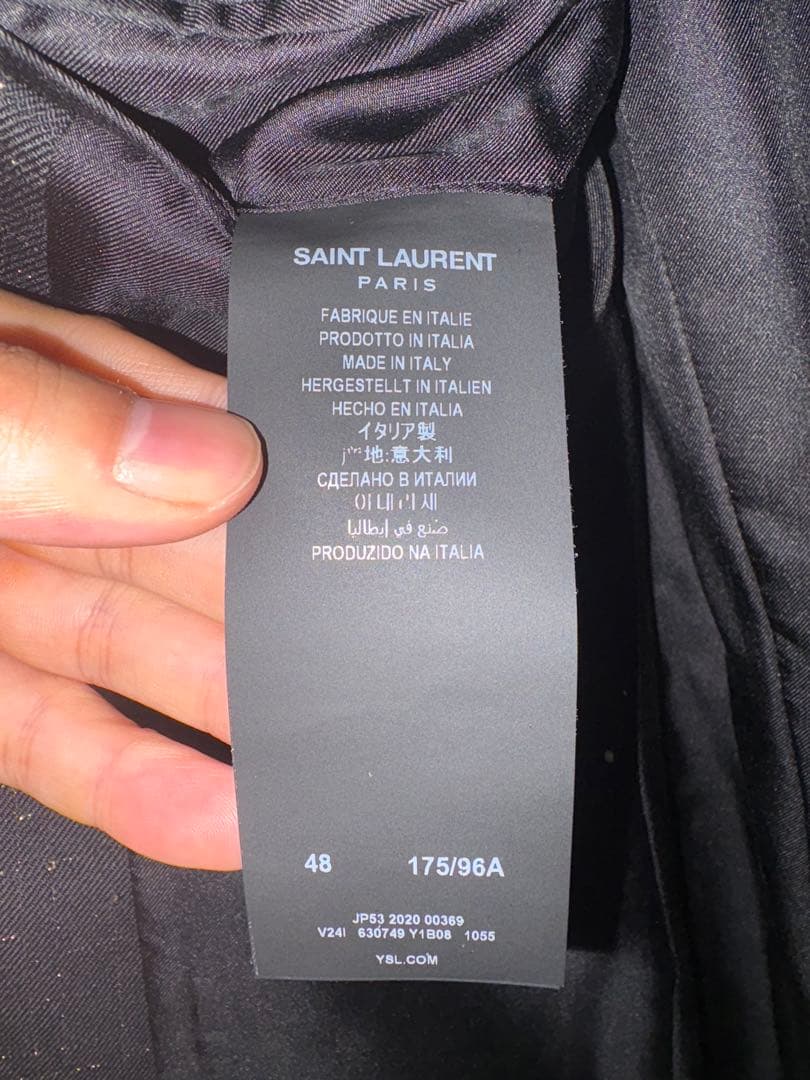 SAINT LAURENT
PARIS
FABRIQUE EN ITALIE
PRODOTTO IN ITALIA
MADE IN ITALY
HERGESTELLT IN ITALIEN
HECHO EN ITALIA
イタリア製
地:意大利
СДЕЛАНО В ИТАЛИИ
صنع في إيطاليا
PRODUZIDO NA ITALIA
48 175/96A
JP53 2020 00369
V24I 630749 Y1B08 1055
YSL.COM